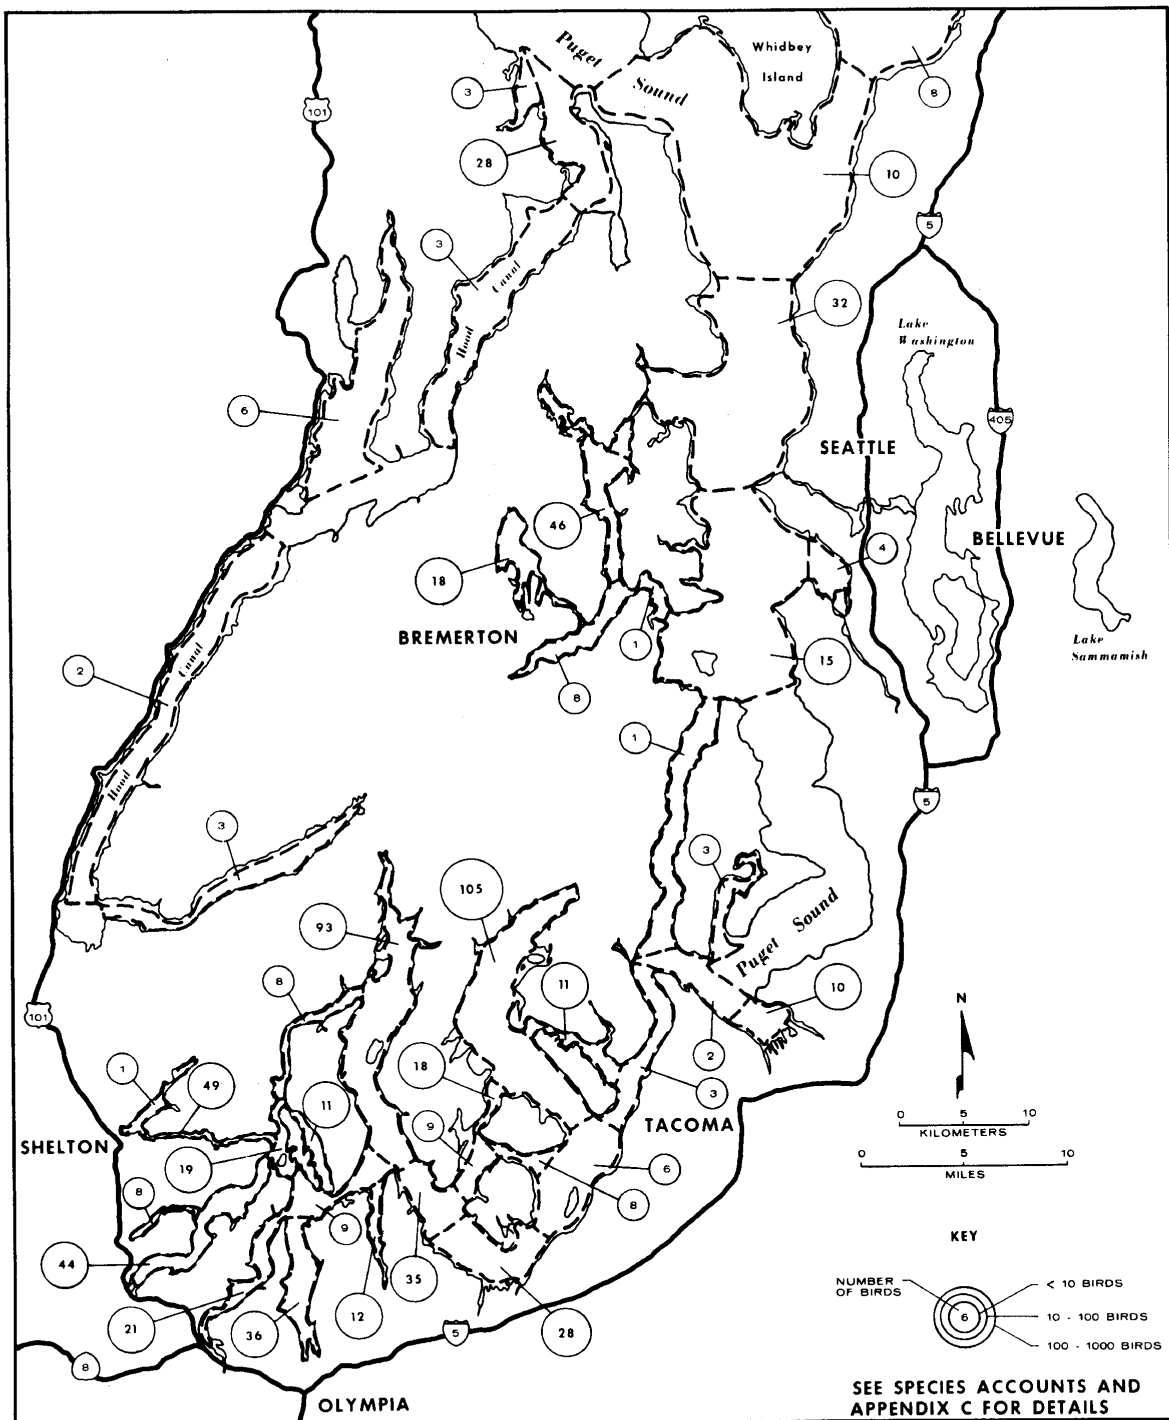 Puget
Sound
Whidbey
Island
3
8
101
28
10
5
3
32
Lake
Washington
Hood Canal
6
405
SEATTLE
46
BELLEVUE
4
18
BREMERTON
1
15
Lake
Sammamish
8
2
Hood Canal
1
5
3
3
105
93
Puget Sound
11
10
8
101
N
2
1
49
11
18
3
0 5 10
KILOMETERS
TACOMA
SHELTON
9
19
6
0 5 10
MILES
8
8
9
KEY
44
35
NUMBER
OF BIRDS
< 10 BIRDS
6
10 - 100 BIRDS
100 - 1000 BIRDS
21
36
12
5
28
8
OLYMPIA
SEE SPECIES ACCOUNTS AND
APPENDIX C FOR DETAILS